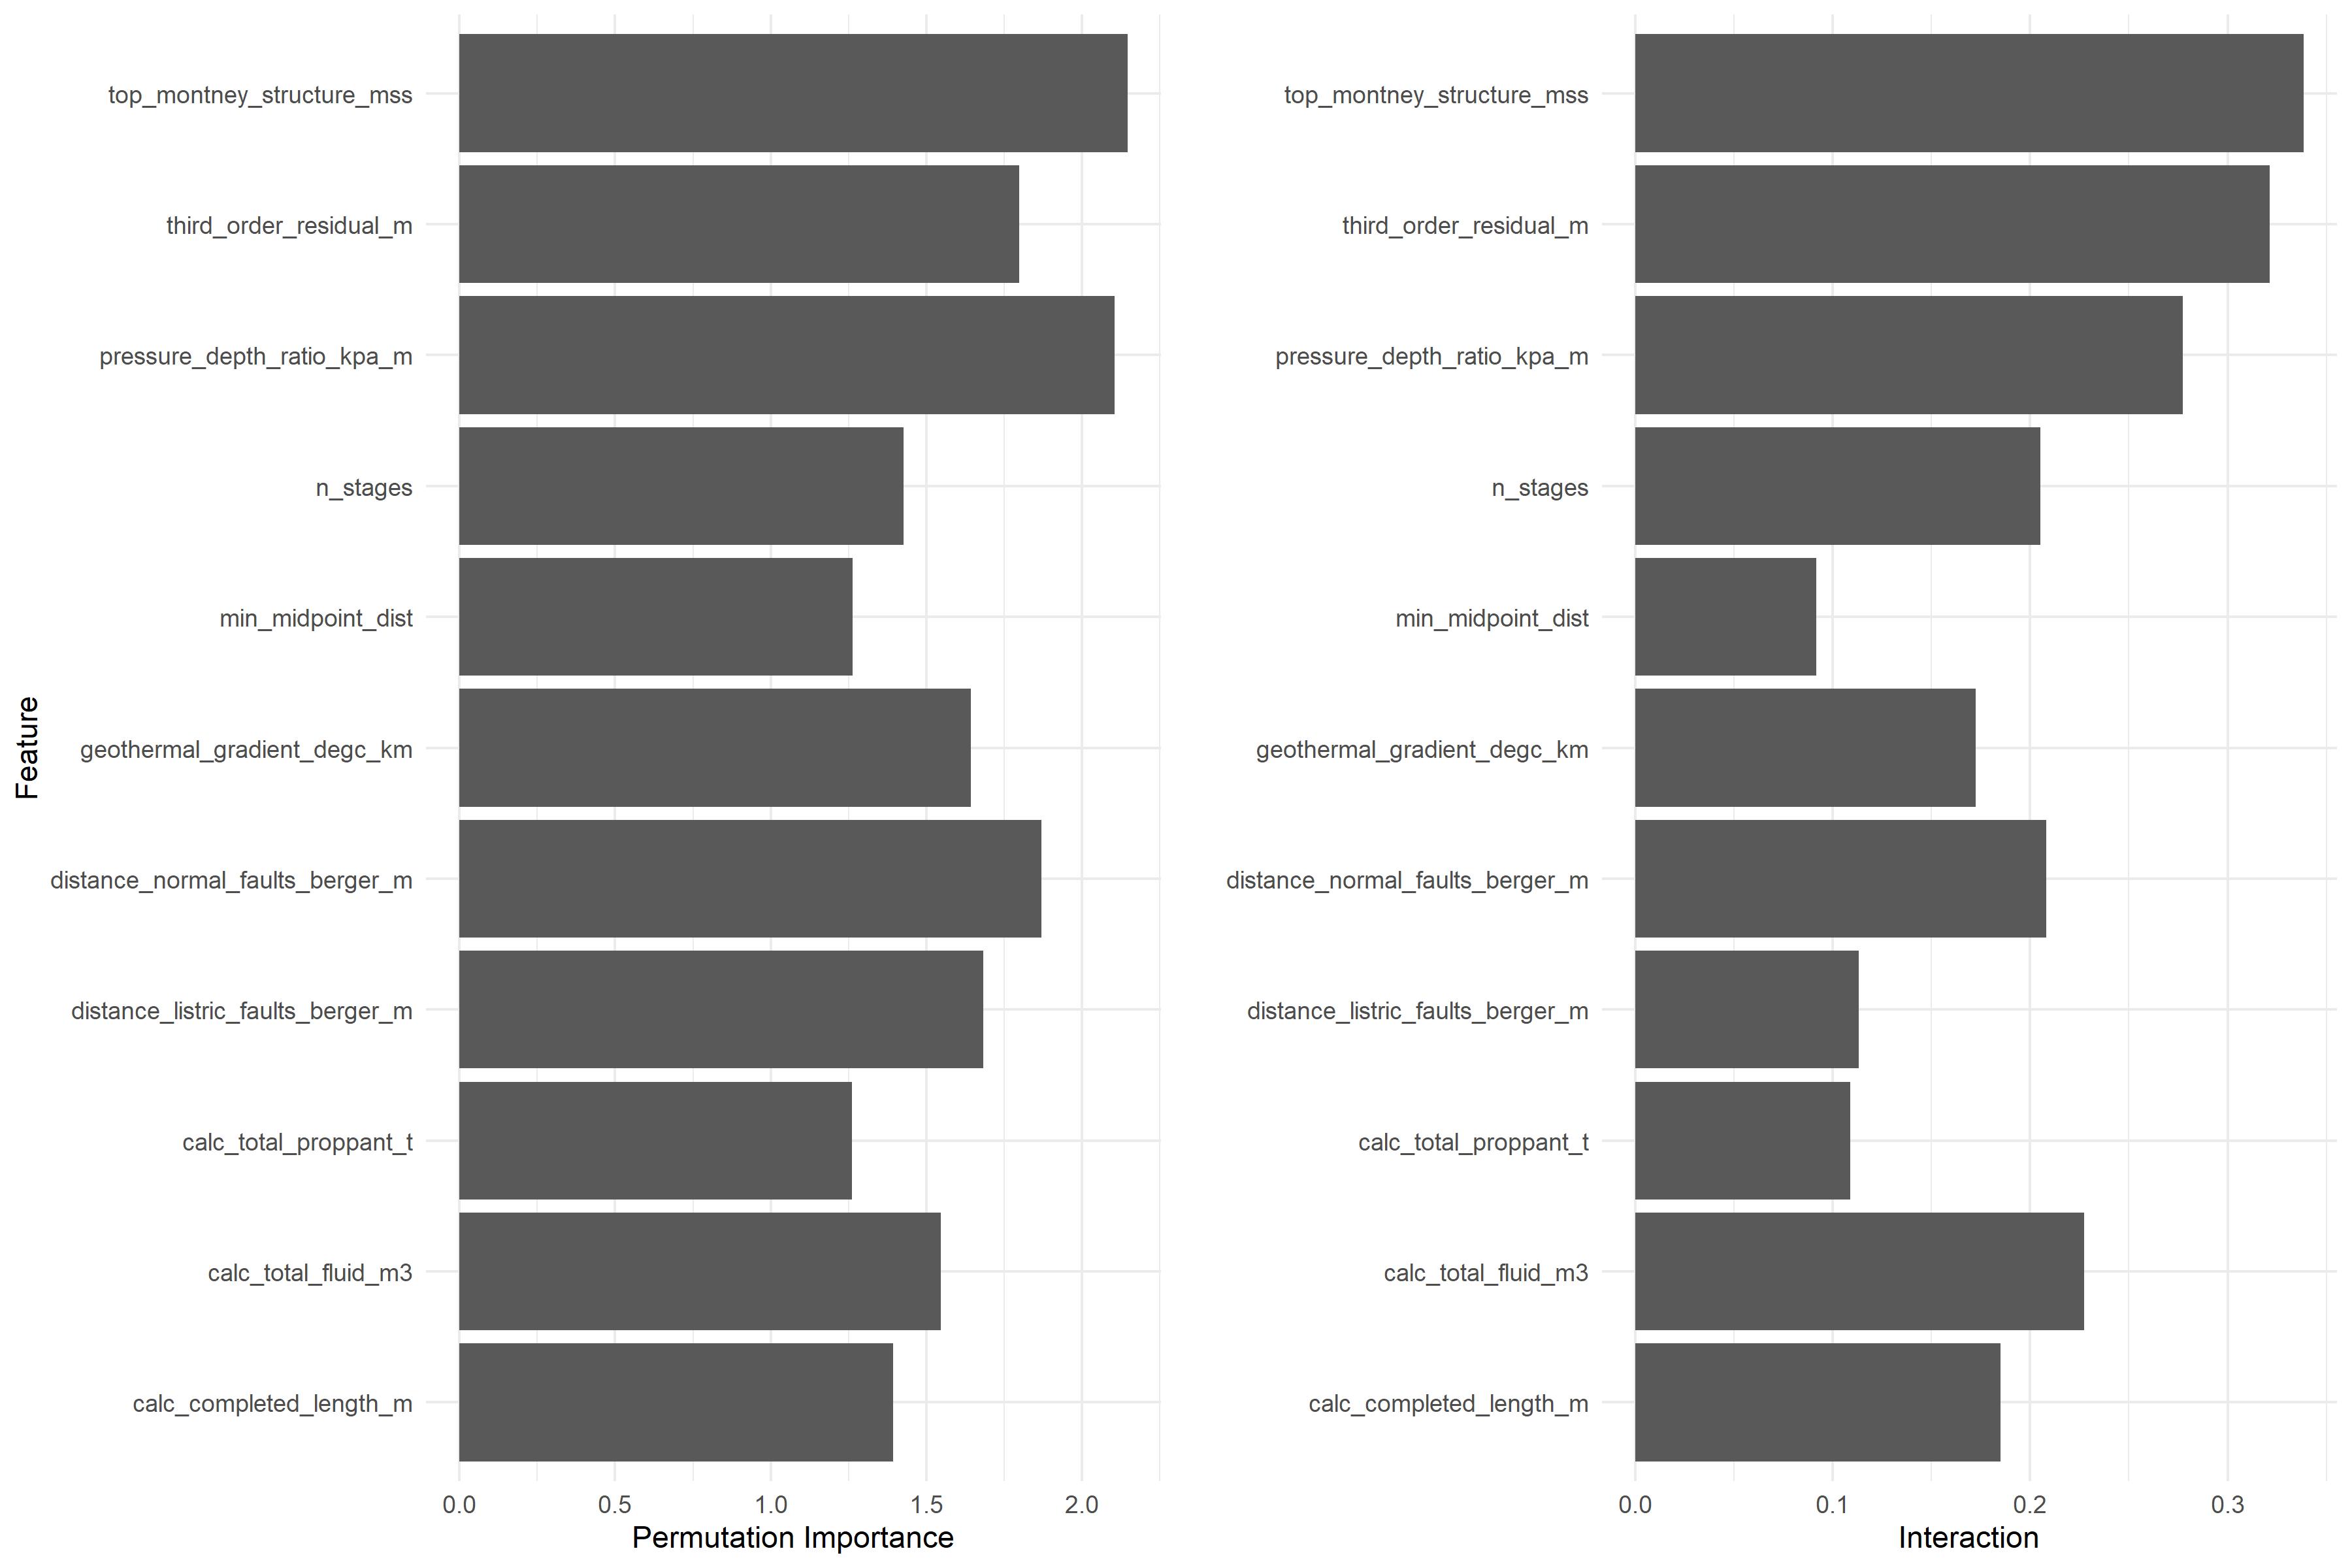 Feature
top_montney_structure_mss
third_order_residual_m
pressure_depth_ratio_kpa_m
n_stages
min_midpoint_dist
geothermal_gradient_degc_km
distance_normal_faults_berger_m
distance_listric_faults_berger_m
calc_total_proppant_t
calc_total_fluid_m3
calc_completed_length_m
0.0 0.5 1.0 1.5 2.0
Permutation Importance
top_montney_structure_mss
third_order_residual_m
pressure_depth_ratio_kpa_m
n_stages
min_midpoint_dist
geothermal_gradient_degc_km
distance_normal_faults_berger_m
distance_listric_faults_berger_m
calc_total_proppant_t
calc_total_fluid_m3
calc_completed_length_m
0.0 0.1 0.2 0.3
Interaction